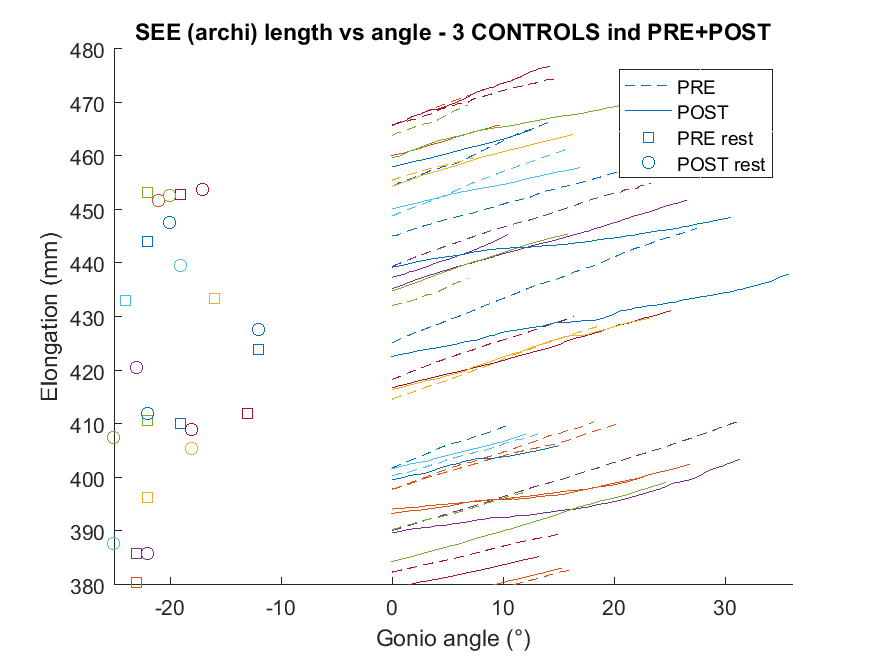 SEE (archi) length vs angle - 3 CONTROLS ind PRE+POST
480
470
460
450
440
430
420
410
400
390
380
Elongation (mm)
PRE
POST
PRE rest
POST rest
-20
-10
0
10
20
30
Gonio angle (°)